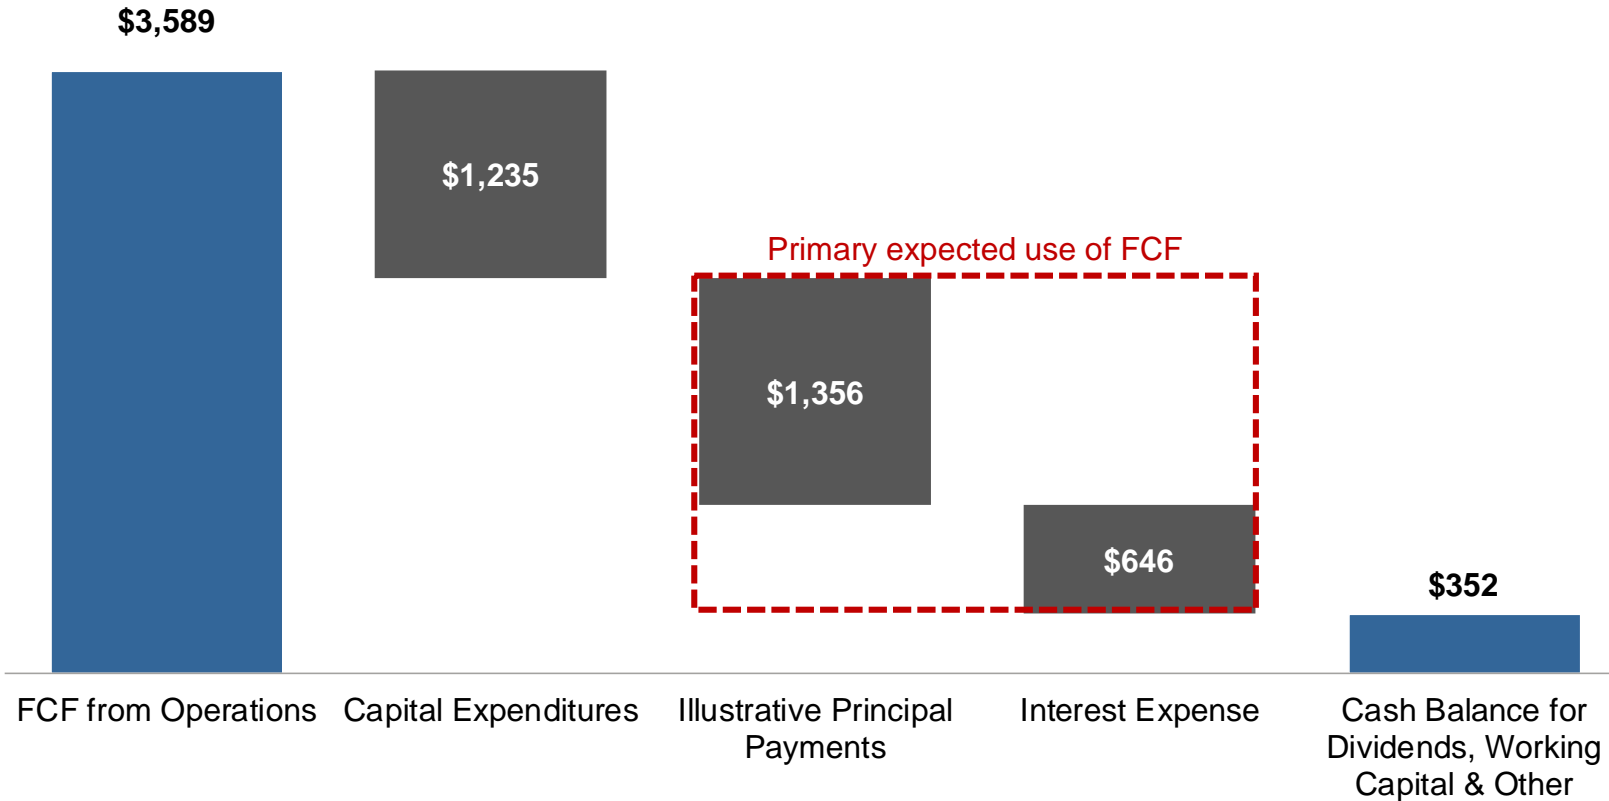 $3,589
$1,235
Primary expected use of FCF
$1,356
$646
$352
FCF from Operations
Capital Expenditures
Illustrative Principal
Payments
Interest Expense
Cash Balance for
Dividends, Working
Capital & Other